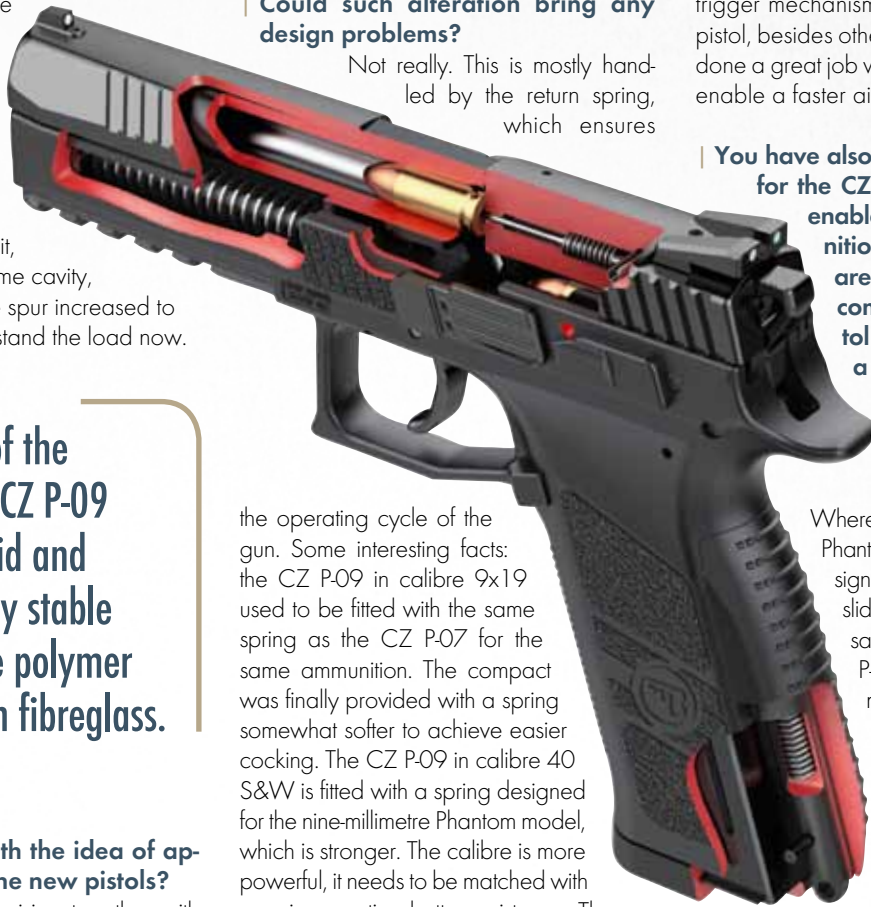 e
it,
me cavity,
spur increased to
stand the load now.
of the
CZ P-09
id and
y stable
e polymer
n fibreglass.
th the idea of ap-
ne new pistols?
| Could such alteration bring any
design problems?
Not really. This is mostly hand-
led by the return spring,
which ensures
the operating cycle of the
gun. Some interesting facts:
the CZ P-09 in calibre 9x19
used to be fitted with the same
spring as the CZ P-07 for the
same ammunition. The compact
was finally provided with a spring
somewhat softer to achieve easier
cocking. The CZ P-09 in calibre 40
S&W is fitted with a spring designed
for the nine-millimetre Phantom model,
which is stronger. The calibre is more
powerful, it needs to be matched with
trigger mechanism
pistol, besides othe
done a great job v
enable a faster ai
| You have also
for the CZ
enable
nitio
are
con
tol
a
Where
Phant
sign
slid
sa
P-
r